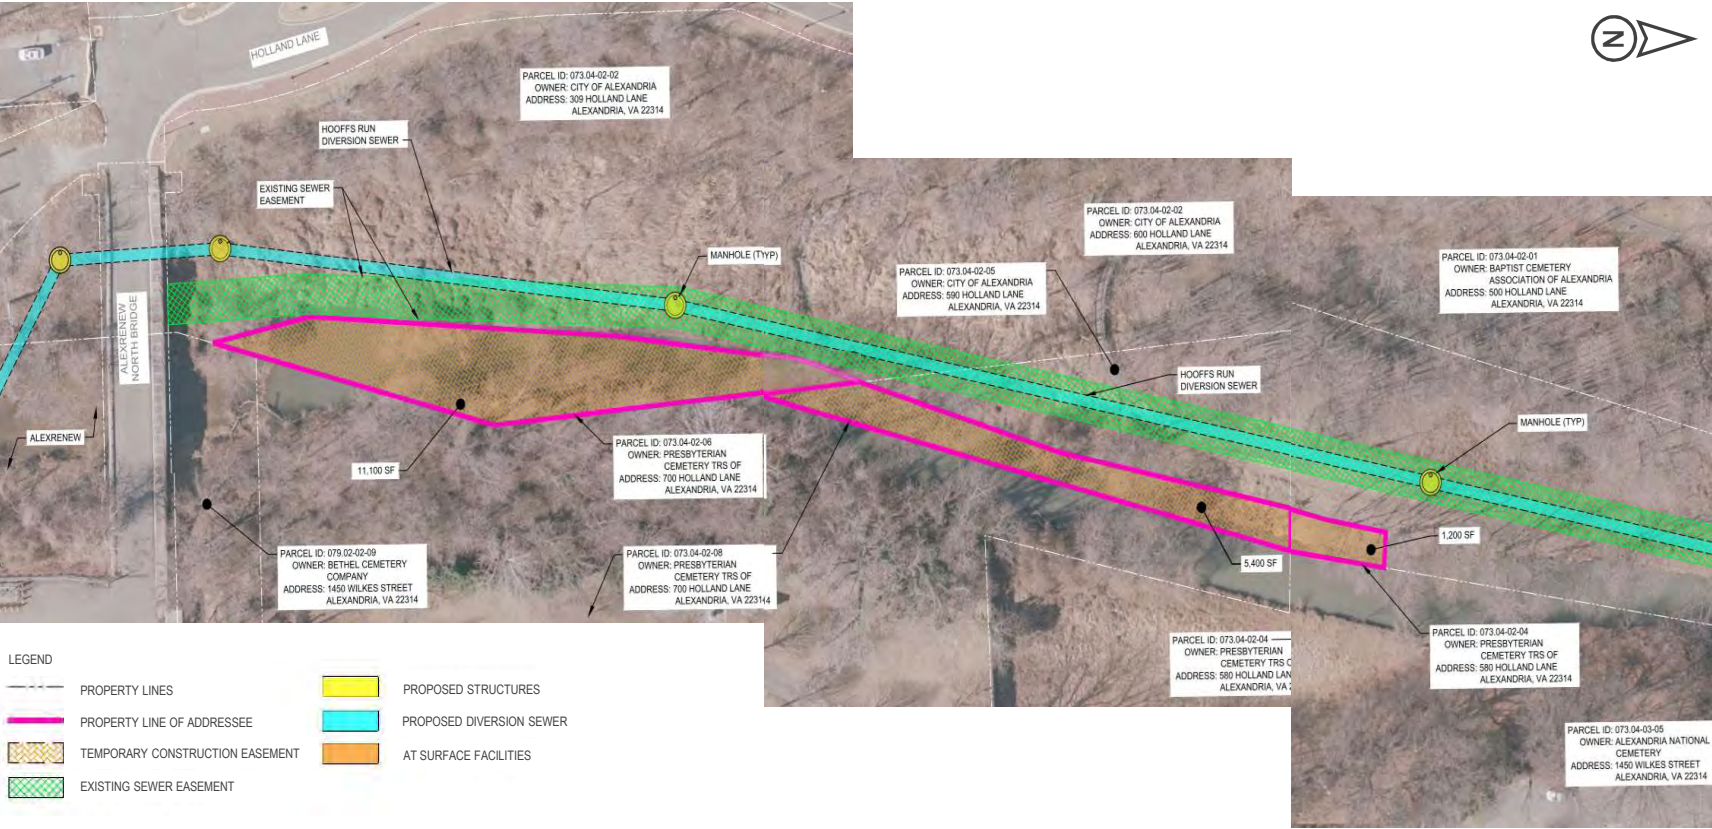 HOLLAND LANE
PARCEL ID: 073.04-02-02
OWNER: CITY OF ALEXANDRIA
ADDRESS: 309 HOLLAND LANE
ALEXANDRIA, VA 22314
N
HOOFFS RUN
DIVERSION SEWER
EXISTING SEWER
EASEMENT
MANHOLE (TYP)
PARCEL ID: 073.04-02-02
OWNER: CITY OF ALEXANDRIA
ADDRESS: 600 HOLLAND LANE
ALEXANDRIA, VA 22314
PARCEL ID: 073.04-02-05
OWNER: CITY OF ALEXANDRIA
ADDRESS: 590 HOLLAND LANE
ALEXANDRIA, VA 22314
PARCEL ID: 073.04-02-01
OWNER: BAPTIST CEMETERY
ASSOCIATION OF ALEXANDRIA
ADDRESS: 500 HOLLAND LANE
ALEXANDRIA, VA 22314
ALEXRENEW
NORTH BRIDGE
HOOFFS RUN
DIVERSION SEWER
MANHOLE (TYP)
ALEXRENEW
11,100 SF
PARCEL ID: 073.04-02-06
OWNER: PRESBYTERIAN
CEMETERY TRS OF
ADDRESS: 700 HOLLAND LANE
ALEXANDRIA, VA 22314
1,200 SF
5,400 SF
PARCEL ID: 079.02-02-09
OWNER: BETHEL CEMETERY
COMPANY
ADDRESS: 1450 WILKES STREET
ALEXANDRIA, VA 22314
PARCEL ID: 073.04-02-08
OWNER: PRESBYTERIAN
CEMETERY TRS OF
ADDRESS: 700 HOLLAND LANE
ALEXANDRIA, VA 22314
PARCEL ID: 073.04-02-04
OWNER: PRESBYTERIAN
CEMETERY TRS
ADDRESS: 580 HOLLAND LAN
ALEXANDRIA, VA
PARCEL ID: 073.04-02-04
OWNER: PRESBYTERIAN
CEMETERY TRS OF
ADDRESS: 580 HOLLAND LANE
ALEXANDRIA, VA 22314
PARCEL ID: 073.04-03-05
OWNER: ALEXANDRIA NATIONAL
CEMETERY
ADDRESS: 1450 WILKES STREET
ALEXANDRIA, VA 22314
LEGEND
PROPERTY LINES
PROPERTY LINE OF ADDRESSEE
TEMPORARY CONSTRUCTION EASEMENT
EXISTING SEWER EASEMENT
PROPOSED STRUCTURES
PROPOSED DIVERSION SEWER
AT SURFACE FACILITIES